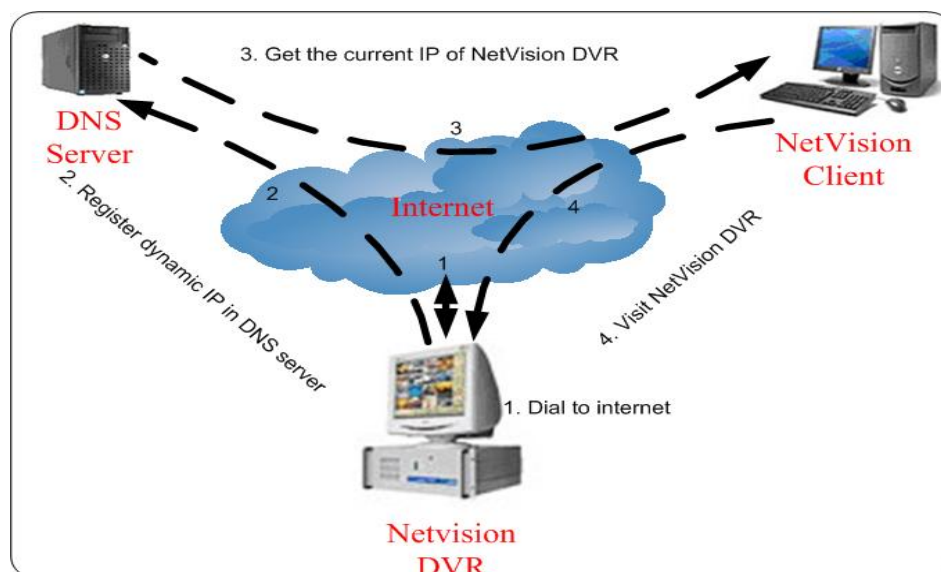 3. Get the current IP of NetVision DVR
DNS
Server
NetVision
Client
3
2
Internet
4
2. Register dynamic IP in DNS server
1
4. Visit NetVision DVR
1. Dial to internet
Netvision
DVR